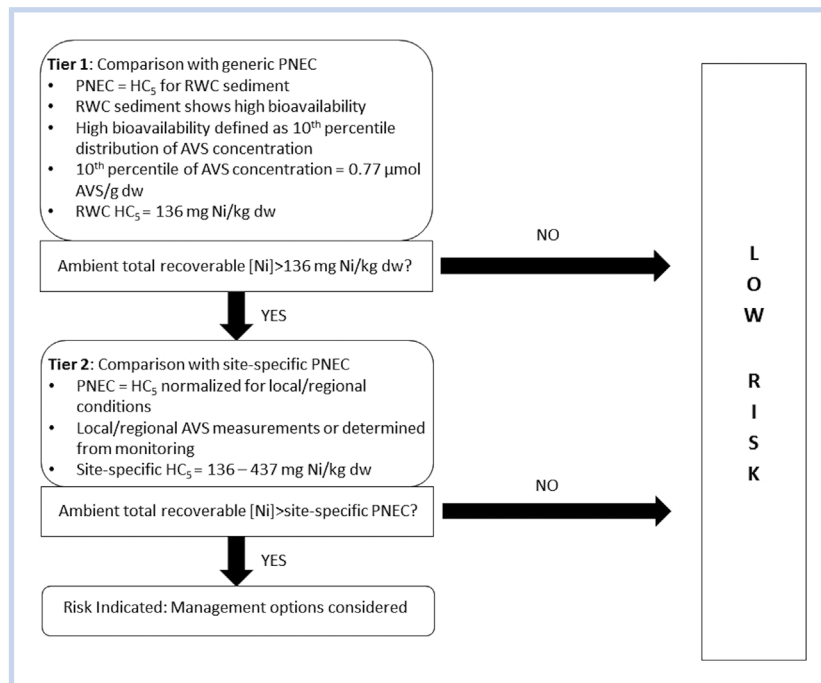 Tier 1: Comparison with generic PNEC
• PNEC = HC5 for RWC sediment
• RWC sediment shows high bioavailability
• High bioavailability defined as 10th percentile
distribution of AVS concentration
• 10th percentile of AVS concentration = 0.77 µmol
AVS/g dw
• RWC HC5 = 136 mg Ni/kg dw
Ambient total recoverable [Ni]>136 mg Ni/kg dw?
NO
YES
Tier 2: Comparison with site-specific PNEC
• PNEC = HC5 normalized for local/regional
conditions
• Local/regional AVS measurements or determined
from monitoring
• Site-specific HC5 = 136 – 437 mg Ni/kg dw
Ambient total recoverable [Ni]>site-specific PNEC?
NO
YES
Risk Indicated: Management options considered
L
O
W
R
I
S
K